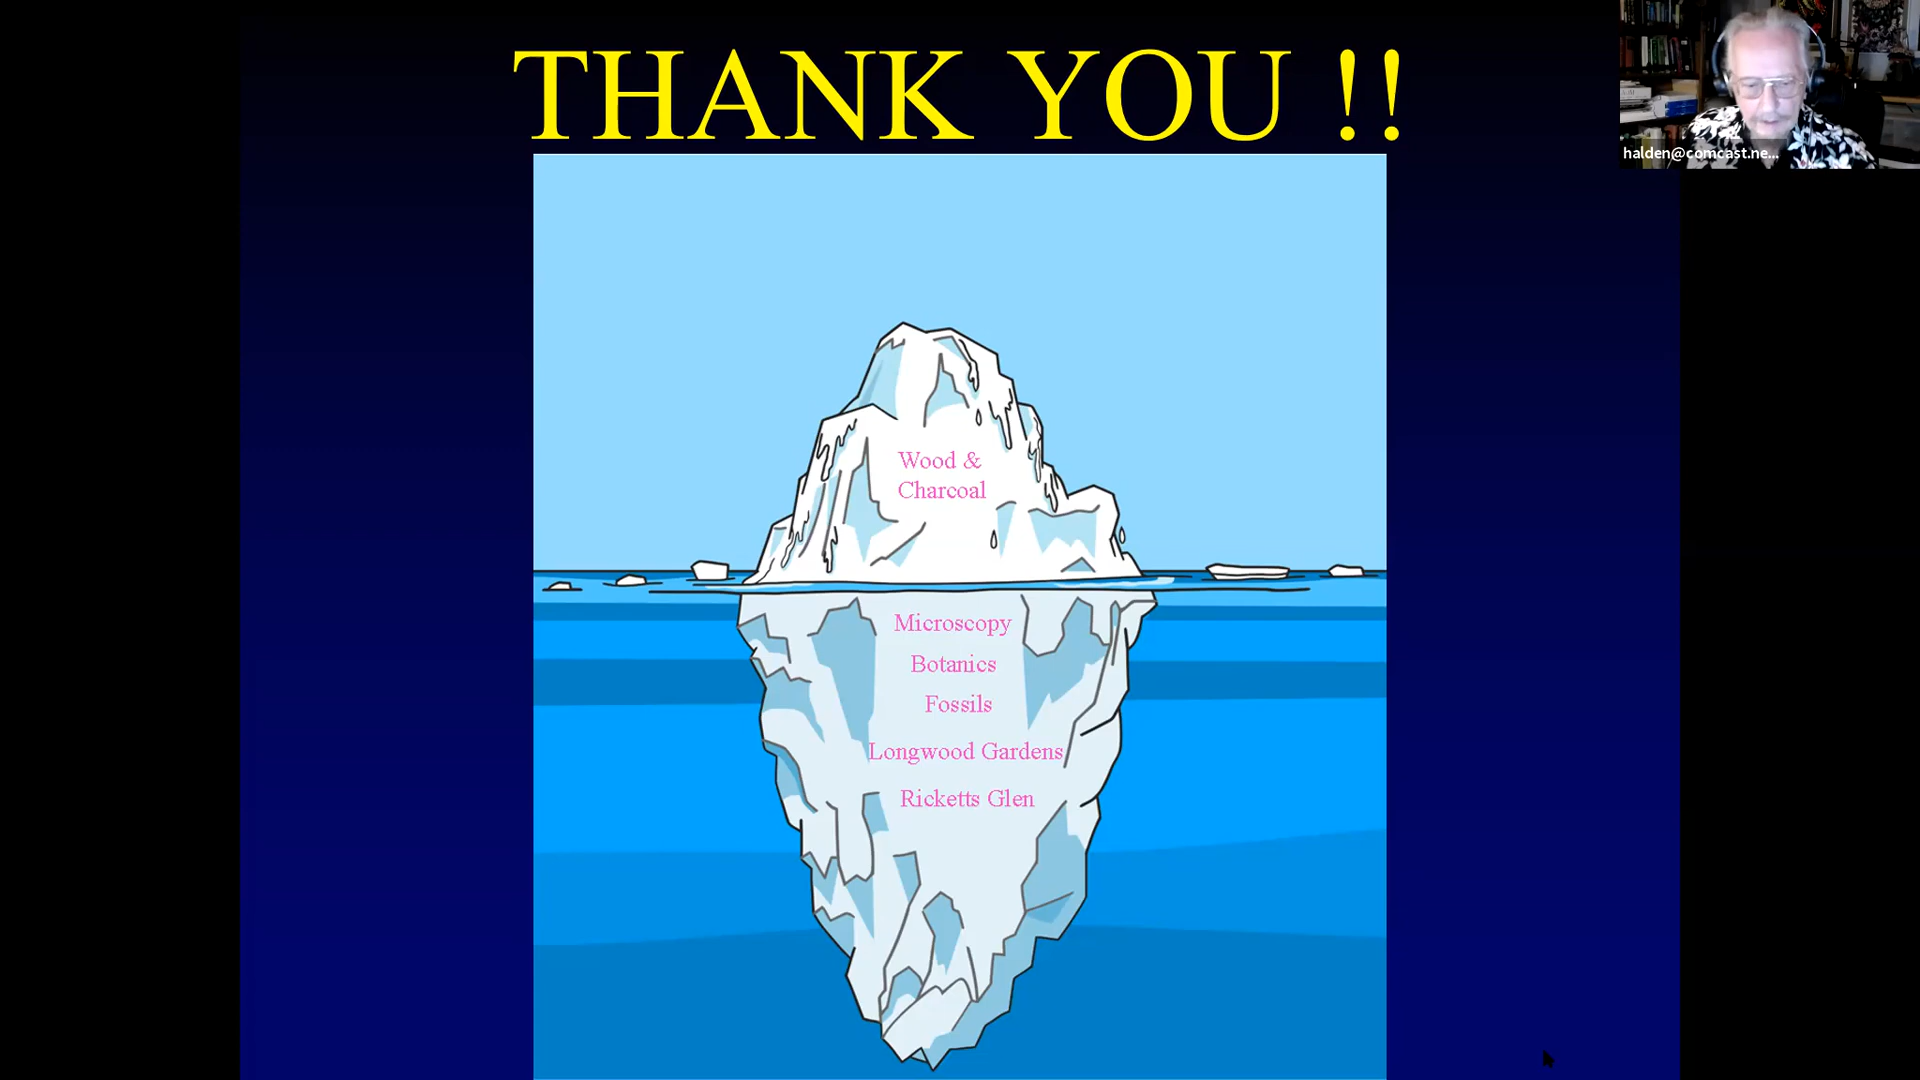 THANK YOU !!
halden@comcast.ne...
Wood &
Charcoal
Microscopy
Botanics
Fossils
Longwood Gardens
Ricketts Glen